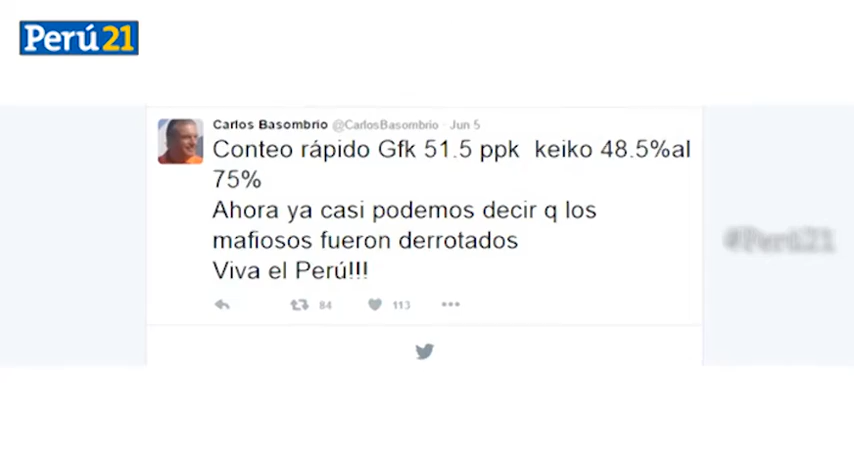 Perú21
Carlos Basombrio @CarlosBasombrio · Jun 5
Conteo rápido Gfk 51.5 ppk keiko 48.5%al
75%
Ahora ya casi podemos decir q los
mafiosos fueron derrotados
Viva el Perú!!!
84 113
#Perú21